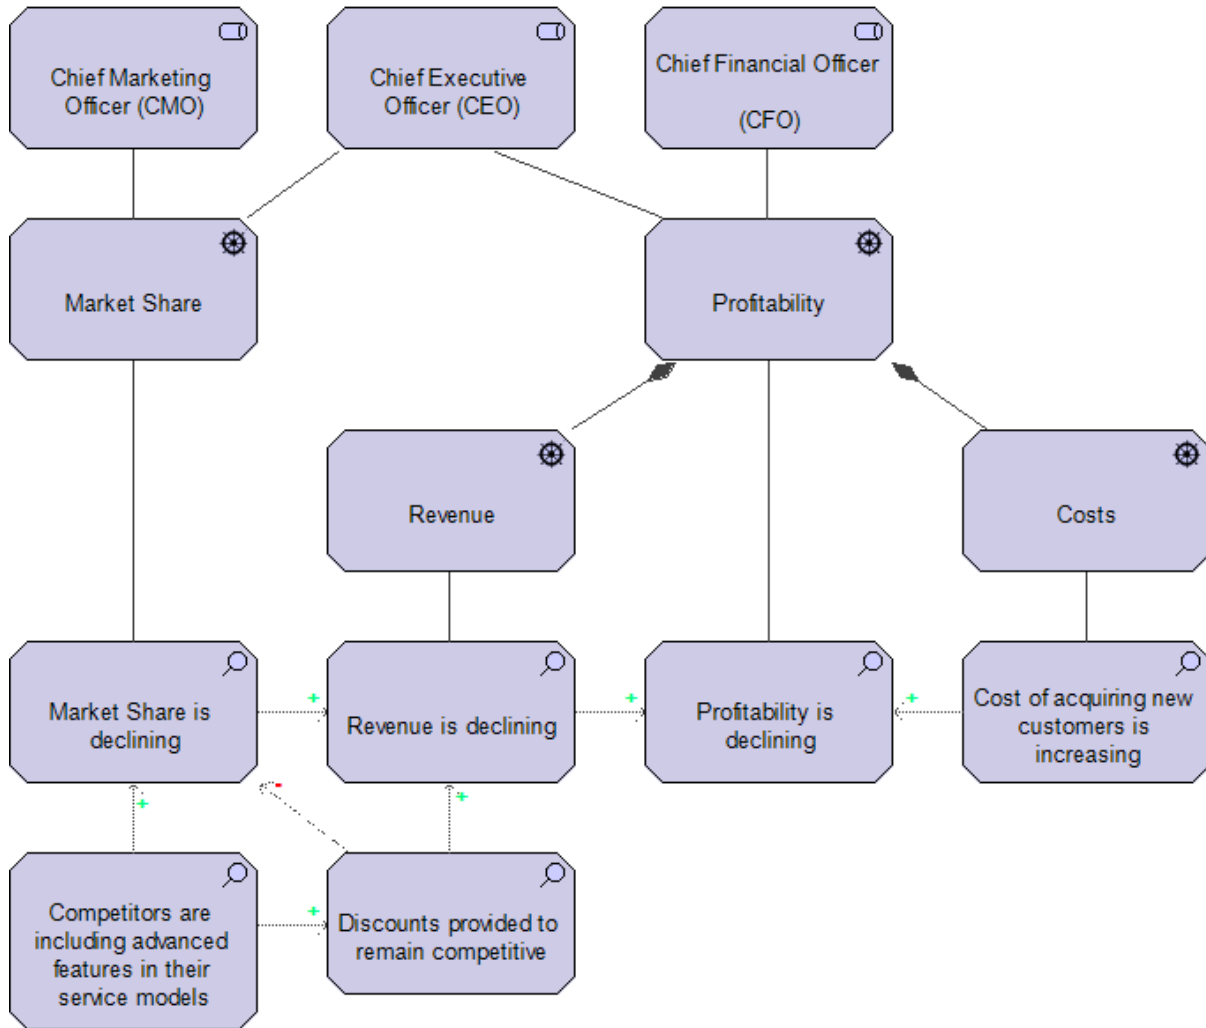 Chief Marketing
Officer (CMO)
Chief Executive
Officer (CEO)
Chief Financial Officer
(CFO)
Market Share
Profitability
Revenue
Costs
Market Share is
declining
+
Revenue is declining
+
Profitability is
declining
+
Cost of acquiring new
customers is
increasing
+
-
+
Competitors are
including advanced
features in their
service models
+
Discounts provided to
remain competitive